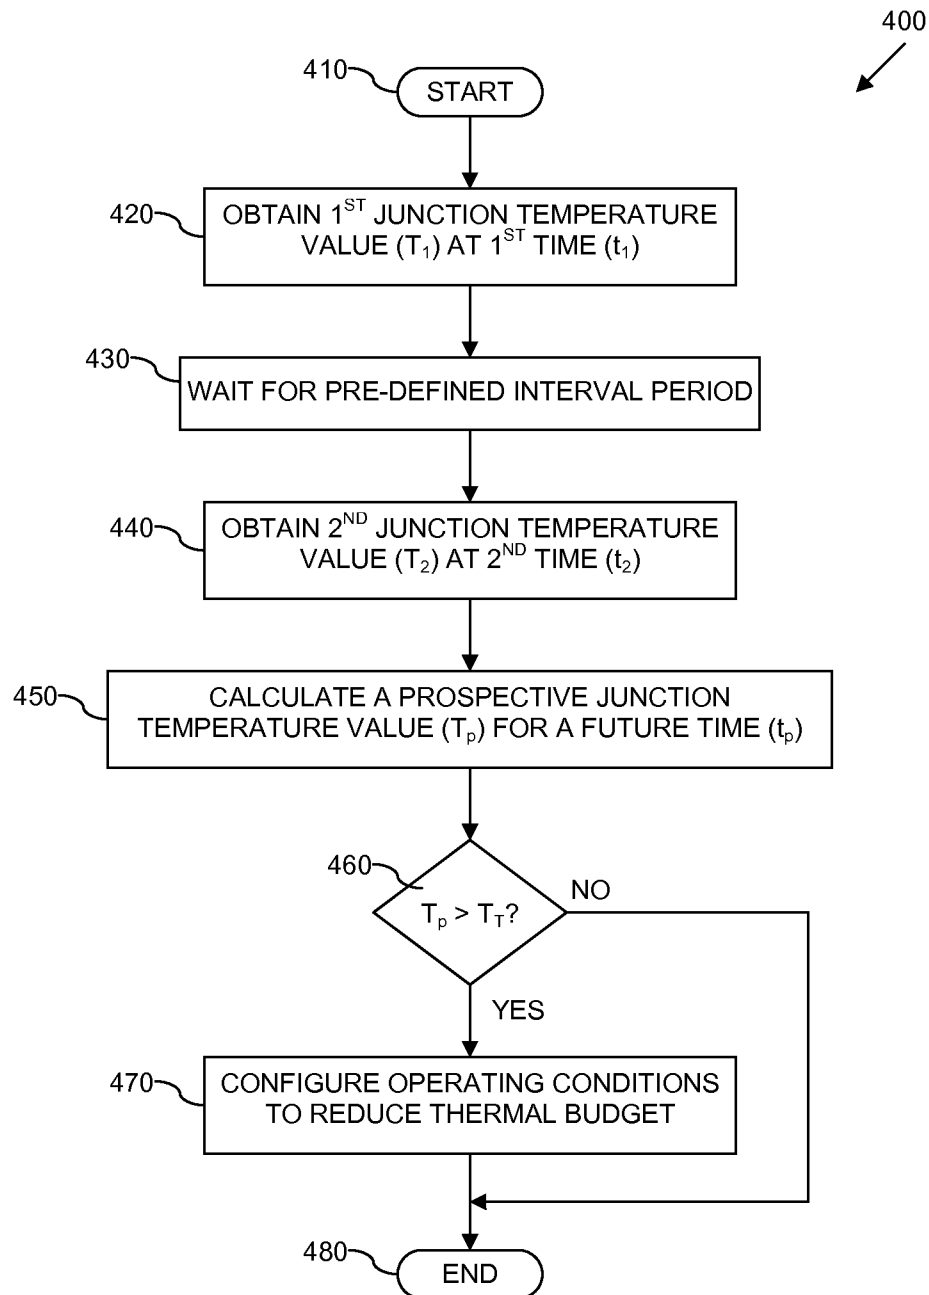 400
410
START
420
OBTAIN 1ST JUNCTION TEMPERATURE
VALUE (T1) AT 1ST TIME (t1)
430
WAIT FOR PRE-DEFINED INTERVAL PERIOD
440
OBTAIN 2ND JUNCTION TEMPERATURE
VALUE (T2) AT 2ND TIME (t2)
450
CALCULATE A PROSPECTIVE JUNCTION
TEMPERATURE VALUE (Tp) FOR A FUTURE TIME (tp)
460
NO
Tp > TT?
YES
470
CONFIGURE OPERATING CONDITIONS
TO REDUCE THERMAL BUDGET
480
END